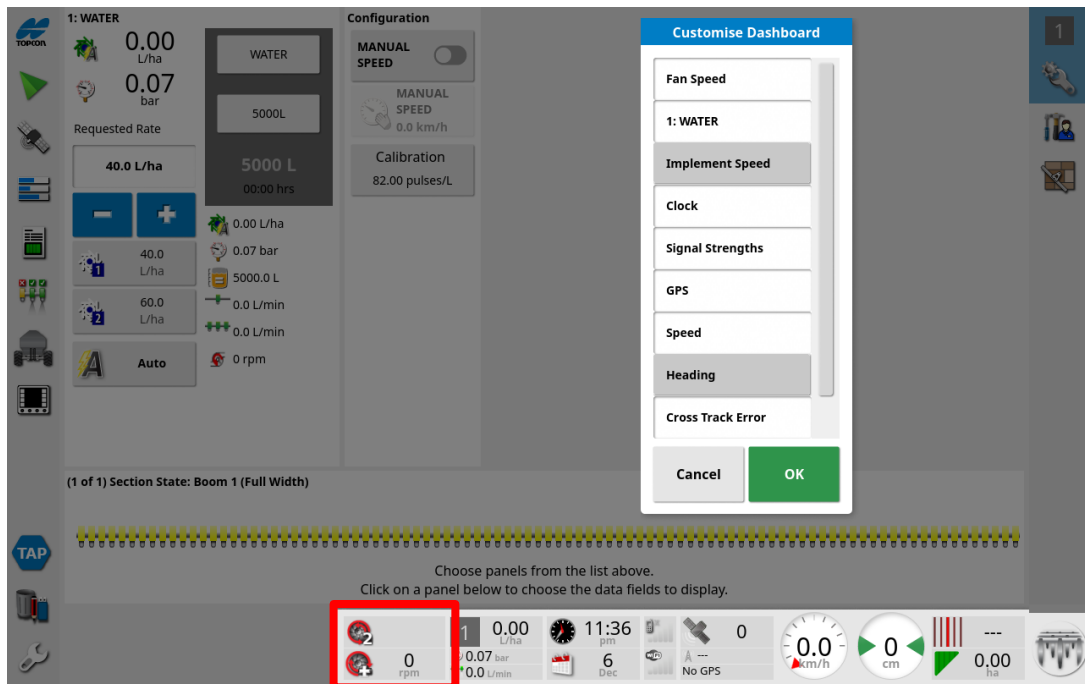 TOPCON
1: WATER
0.00
L/ha
0.07
bar
Requested Rate
40.0 L/ha
1
40.0
L/ha
2
60.0
L/ha
Auto
WATER
5000L
5000 L
00:00 hrs
0.00 L/ha
0.07 bar
5000.0 L
0.0 L/min
0.0 L/min
0 rpm
Configuration
MANUAL
SPEED
MANUAL
SPEED
0.0 km/h
Calibration
82.00 pulses/L
Customise Dashboard
Fan Speed
1: WATER
Implement Speed
Clock
Signal Strengths
GPS
Speed
Heading
Cross Track Error
Cancel
OK
1
(1 of 1) Section State: Boom 1 (Full Width)
TAP
Choose panels from the list above.
Click on a panel below to choose the data fields to display.
2
0
rpm
1
0.00
L/ha
0.07 bar
0.0 L/min
11:36
pm
6
Dec
0
---
No GPS
0.0
km/h
0
cm
---
0.00
ha